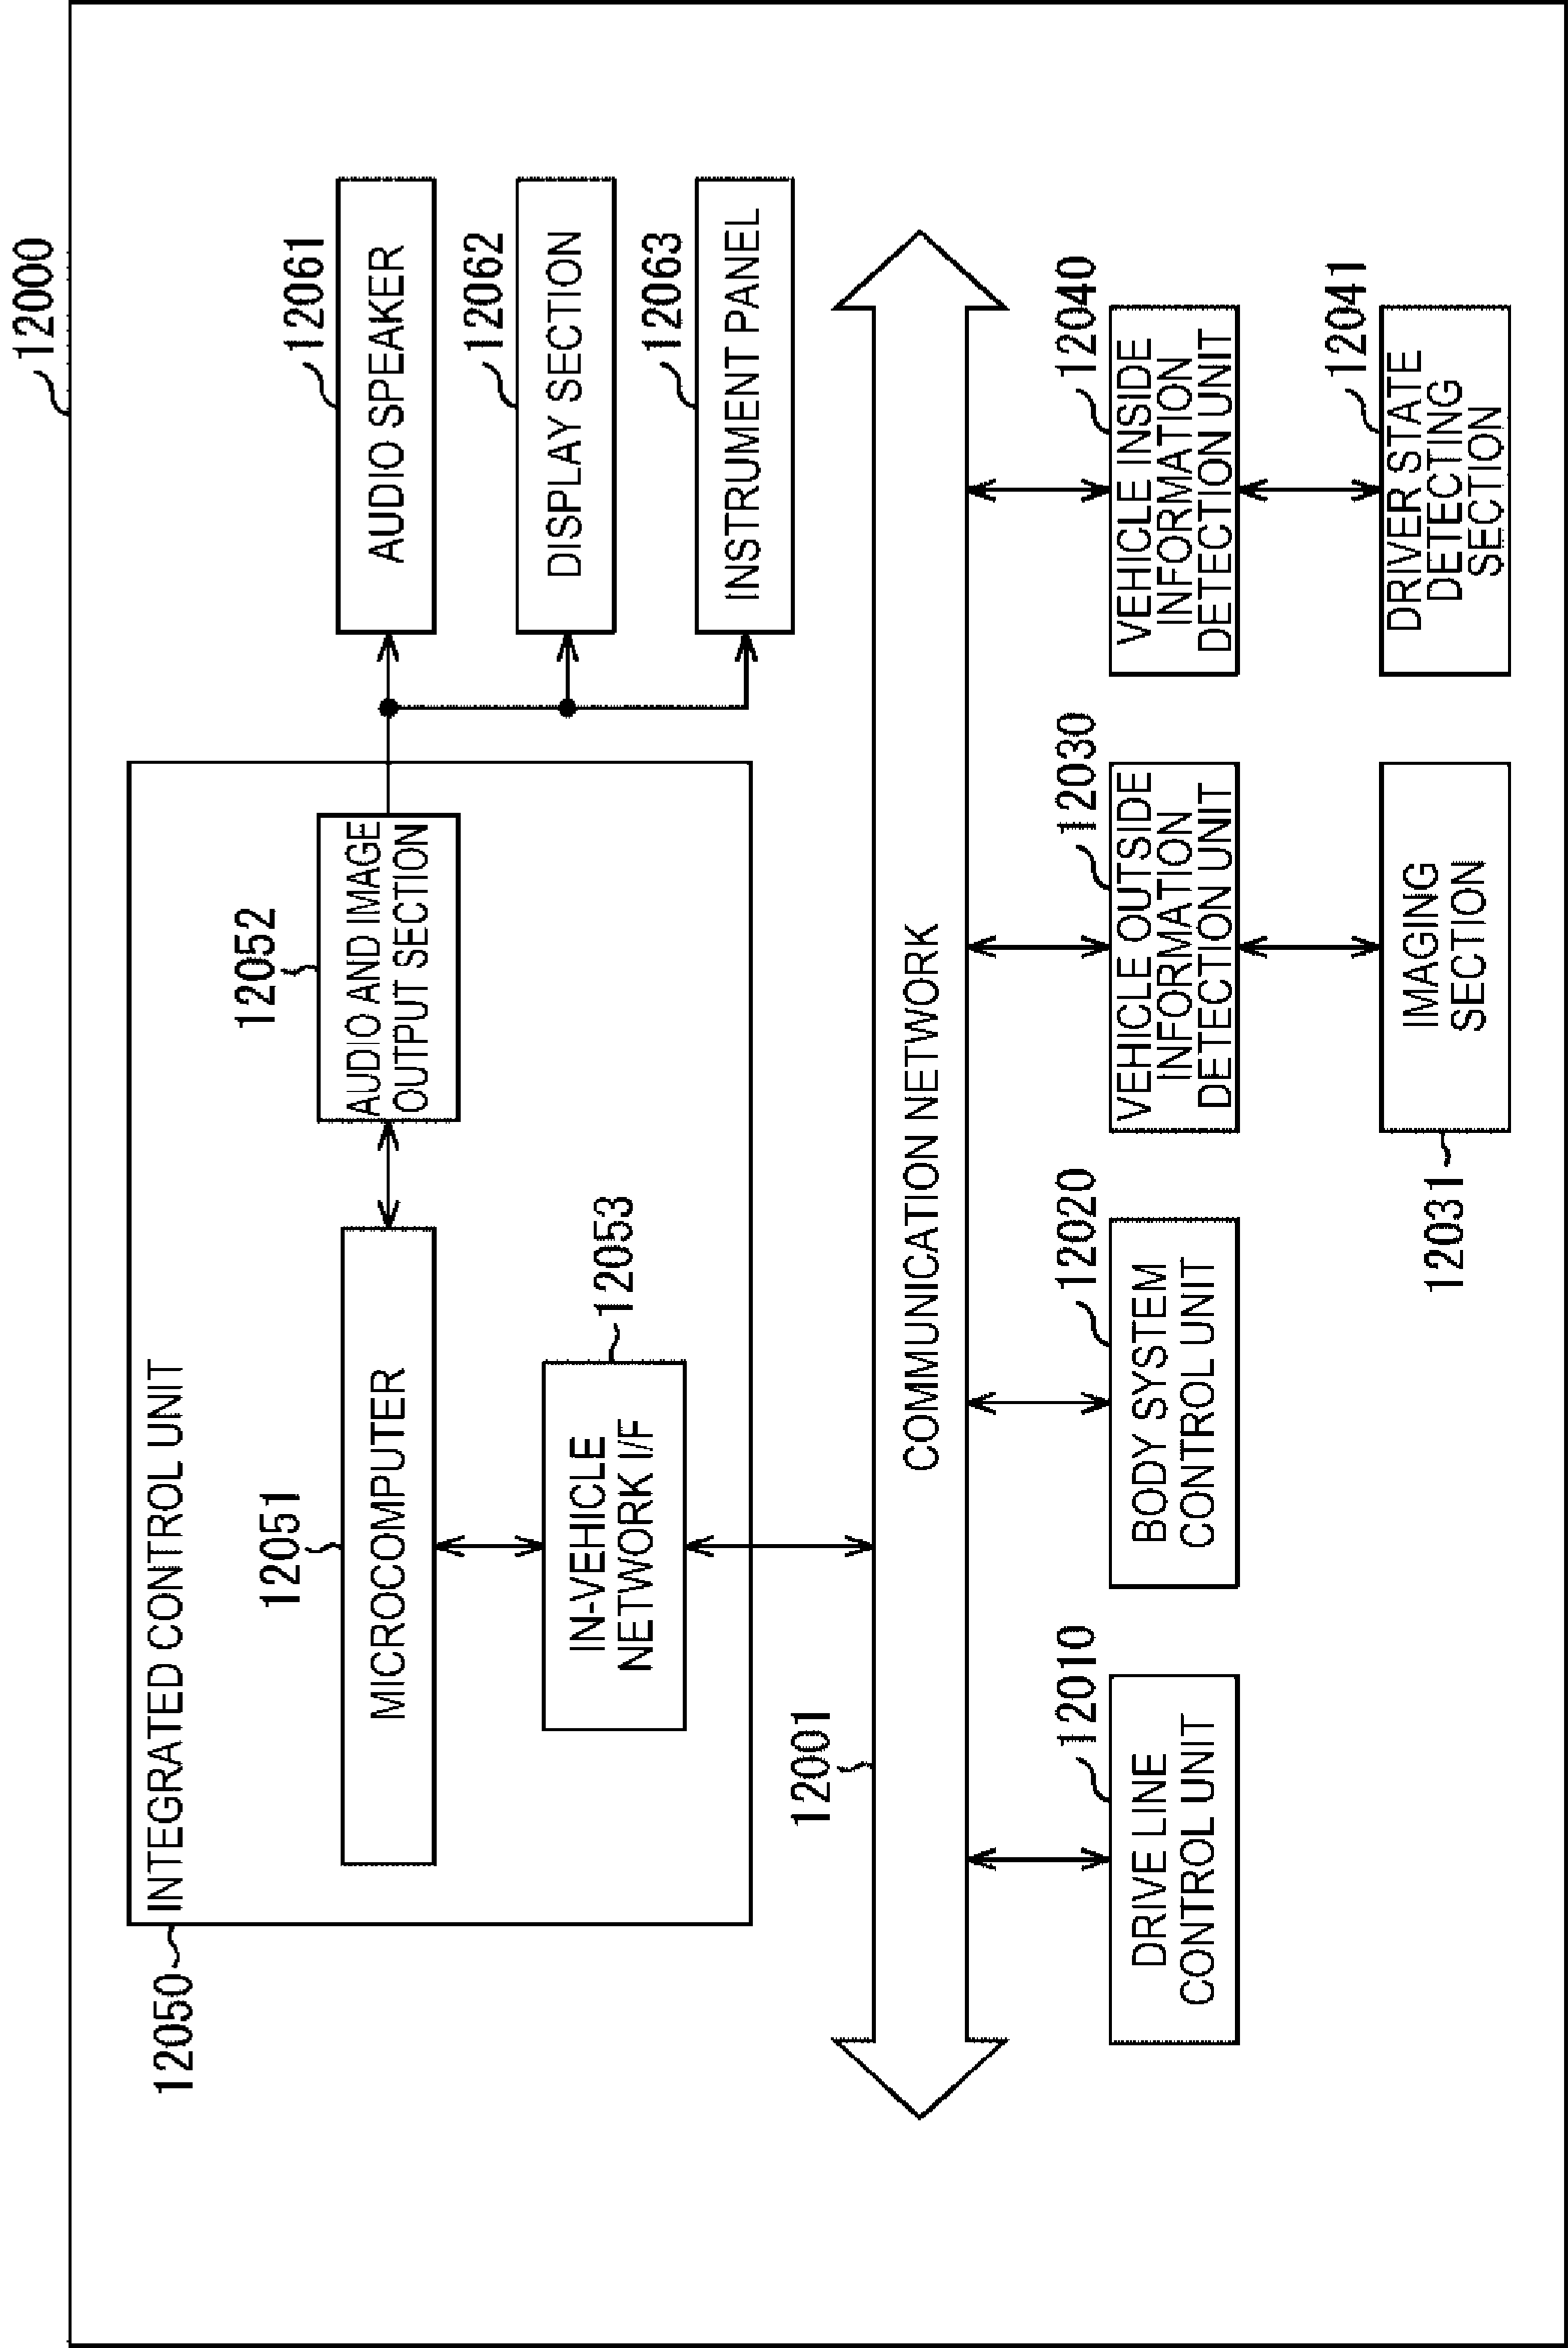 12000
INTEGRATED CONTROL UNIT
12050
12051
MICROCOMPUTER
12052
AUDIO AND IMAGE
OUTPUT SECTION
12061
AUDIO SPEAKER
12062
DISPLAY SECTION
12063
INSTRUMENT PANEL
12053
IN-VEHICLE
NETWORK I/F
12001
COMMUNICATION NETWORK
12010
DRIVE LINE
CONTROL UNIT
12020
BODY SYSTEM
CONTROL UNIT
12030
VEHICLE OUTSIDE
INFORMATION
DETECTION UNIT
12040
VEHICLE INSIDE
INFORMATION
DETECTION UNIT
12031
IMAGING
SECTION
12041
DRIVER STATE
DETECTING
SECTION